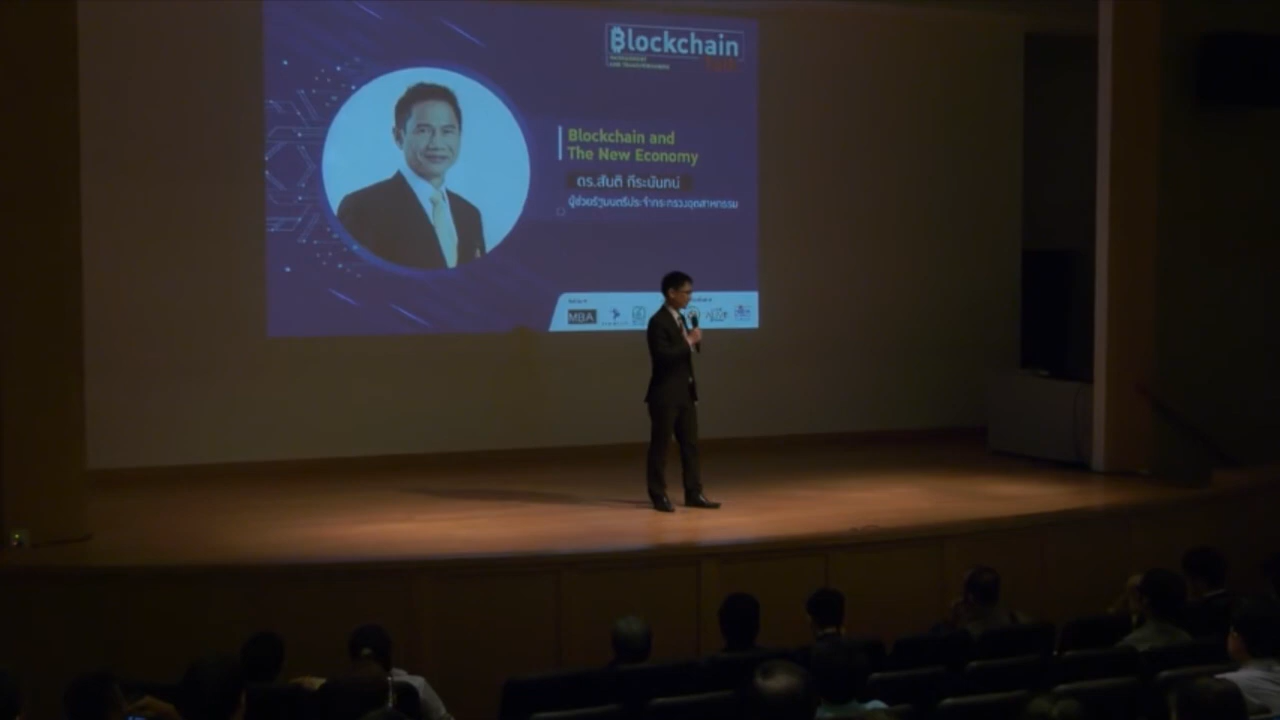 Blockchain
Blockchain and
The New Economy
ดร.สันติ กีระนันทน์
ผู้ช่วยรัฐมนตรีประจำกระทรวงอุตสาหกรรม
MBA